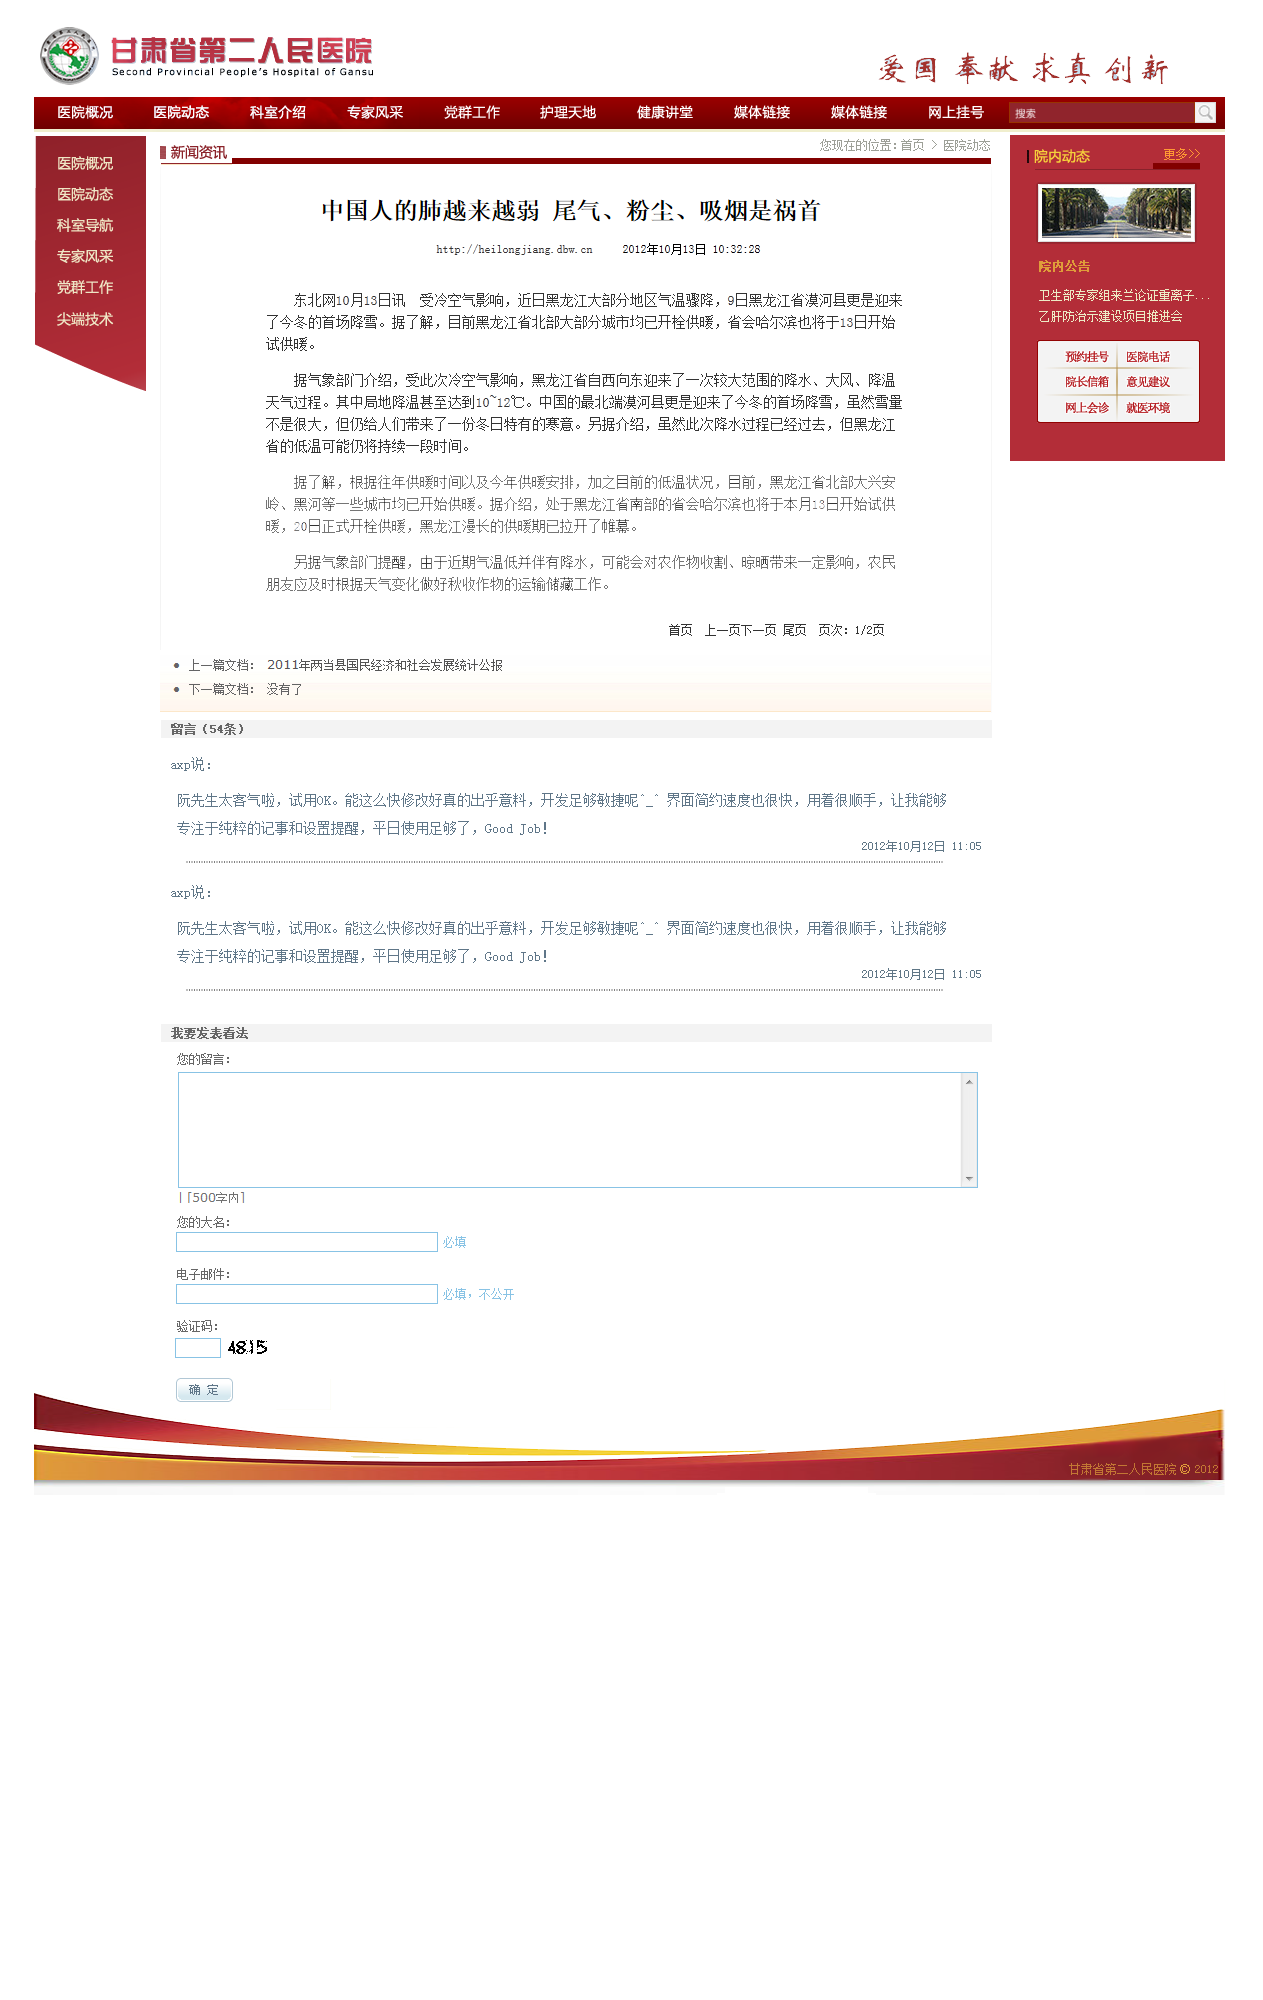 甘肃省第二人民医院
Second Provincial People's Hospital of Gansu
爱国 奉献 求真 创新
医院概况 医院动态 科室介绍 专家风采 党群工作 护理天地 健康讲堂 媒体链接 媒体链接 网上挂号 搜索
医院概况
医院动态
科室导航
专家风采
党群工作
尖端技术
新闻资讯
您现在的位置：首页 > 医院动态
中国人的肺越来越弱 尾气、粉尘、吸烟是祸首
http://heilongjiang.dbw.cn 2012年10月13日 10:32:28
东北网10月13日讯 受冷空气影响，近日黑龙江大部分地区气温骤降，9日黑龙江省漠河县更是迎来
了今冬的首场降雪。据了解，目前黑龙江省北部大部分城市均已开栓供暖，省会哈尔滨也将于13日开始
试供暖。
据气象部门介绍，受此次冷空气影响，黑龙江省自西向东迎来了一次较大范围的降水、大风、降温
天气过程。其中局地降温甚至达到10~12℃。中国的最北端漠河县更是迎来了今冬的首场降雪，虽然雪量
不是很大，但仍给人们带来了一份冬日特有的寒意。另据介绍，虽然此次降水过程已经过去，但黑龙江
省的低温可能仍将持续一段时间。
据了解，根据往年供暖时间以及今年供暖安排，加之目前的低温状况，目前，黑龙江省北部大兴安
岭、黑河等一些城市均已开始供暖。据介绍，处于黑龙江省南部的省会哈尔滨也将于本月13日开始试供
暖，20日正式开栓供暖，黑龙江漫长的供暖期已拉开了帷幕。
另据气象部门提醒，由于近期气温低并伴有降水，可能会对农作物收割、晾晒带来一定影响，农民
朋友应及时根据天气变化做好秋收作物的运输储藏工作。
首页 上一页下一页 尾页 页次：1/2页
● 上一篇文档： 2011年两当县国民经济和社会发展统计公报
● 下一篇文档： 没有了
院内动态 更多>>
院内公告
卫生部专家组来兰论证重离子...
乙肝防治示建设项目推进会
预约挂号 医院电话
院长信箱 意见建议
网上会诊 就医环境
留言（54条）
axp说：
阮先生太客气啦，试用OK。能这么快修改好真的出乎意料，开发足够敏捷呢^_^ 界面简约速度也很快，用着很顺手，让我能够
专注于纯粹的记事和设置提醒，平日使用足够了，Good Job！
2012年10月12日 11:05
axp说：
阮先生太客气啦，试用OK。能这么快修改好真的出乎意料，开发足够敏捷呢^_^ 界面简约速度也很快，用着很顺手，让我能够
专注于纯粹的记事和设置提醒，平日使用足够了，Good Job！
2012年10月12日 11:05
我要发表看法
您的留言：
| [500字内]
您的大名：
必填
电子邮件：
必填，不公开
验证码：
4815
确 定
甘肃省第二人民医院 © 2012